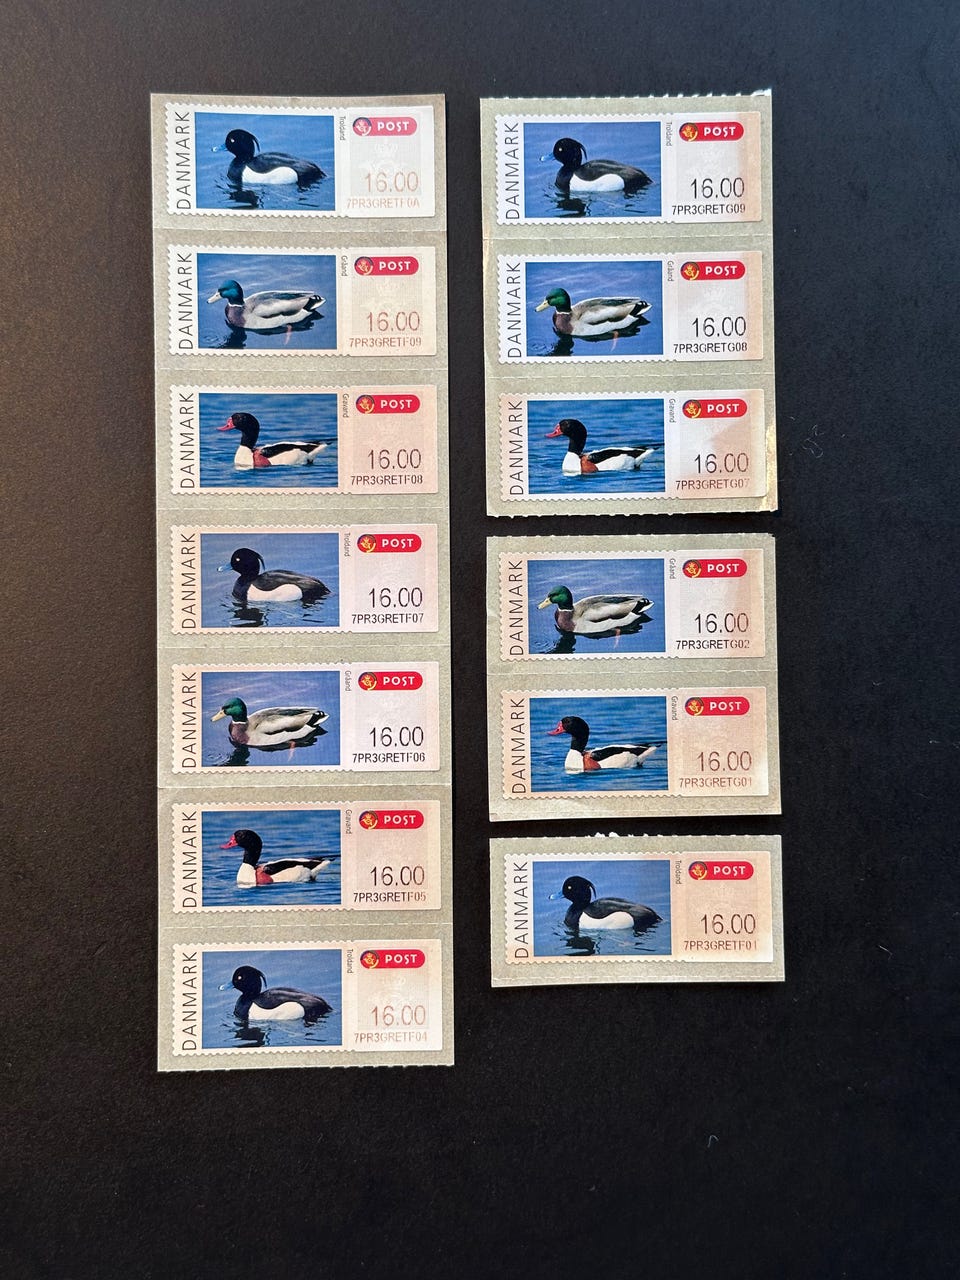 DANMARK
Troldand
POST
16.00
7PR3GRETF0A
DANMARK
Gråand
POST
16.00
7PR3GRETF09
DANMARK
Gravand
POST
16.00
7PR3GRETF08
DANMARK
Troldand
POST
16.00
7PR3GRETF07
DANMARK
Gråand
POST
16.00
7PR3GRETF06
DANMARK
Gravand
POST
16.00
7PR3GRETF05
DANMARK
Troldand
POST
16.00
7PR3GRETF04
DANMARK
Troldand
POST
16.00
7PR3GRETG09
DANMARK
Gråand
POST
16.00
7PR3GRETG08
DANMARK
Gravand
POST
16.00
7PR3GRETG07
DANMARK
Gråand
POST
16.00
7PR3GRETG02
DANMARK
Gravand
POST
16.00
7PR3GRETG01
DANMARK
Troldand
POST
16.00
7PR3GRETF01